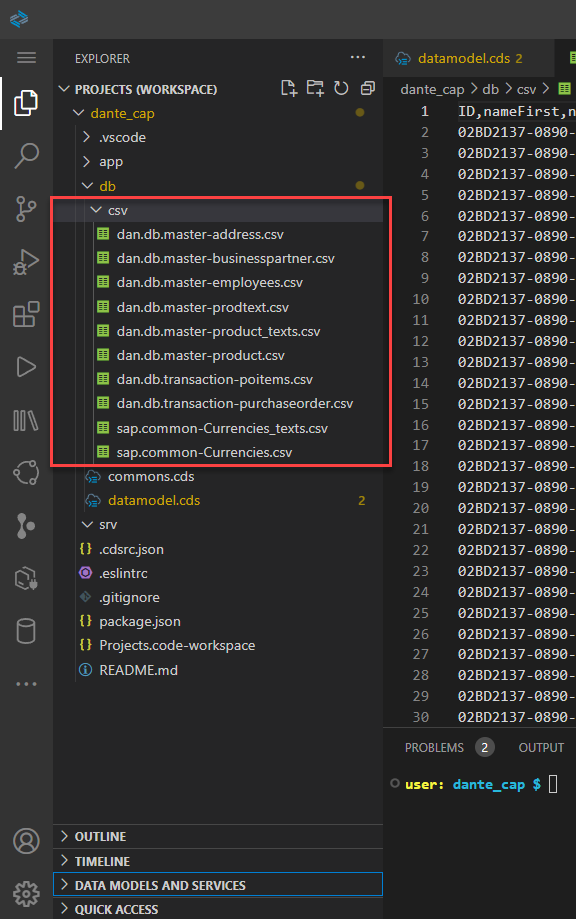 EXPLORER
PROJECTS (WORKSPACE)
dante_cap
.vscode
app
db
csv
dan.db.master-address.csv
dan.db.master-businesspartner.csv
dan.db.master-employees.csv
dan.db.master-prodtext.csv
dan.db.master-product_texts.csv
dan.db.master-product.csv
dan.db.transaction-poitems.csv
dan.db.transaction-purchaseorder.csv
sap.common-Currencies_texts.csv
sap.common-Currencies.csv
commons.cds
datamodel.cds 2
srv
{} .cdsrc.json
.eslintrc
.gitignore
{} package.json
{} Projects.code-workspace
README.md
OUTLINE
TIMELINE
DATA MODELS AND SERVICES
QUICK ACCESS
datamodel.cds 2
dante_cap > db > csv >
1 ID,nameFirst,n
2 02BD2137-0890-
3 02BD2137-0890-
4 02BD2137-0890-
5 02BD2137-0890-
6 02BD2137-0890-
7 02BD2137-0890-
8 02BD2137-0890-
9 02BD2137-0890-
10 02BD2137-0890-
11 02BD2137-0890-
12 02BD2137-0890-
13 02BD2137-0890-
14 02BD2137-0890-
15 02BD2137-0890-
16 02BD2137-0890-
17 02BD2137-0890-
18 02BD2137-0890-
19 02BD2137-0890-
20 02BD2137-0890-
21 02BD2137-0890-
22 02BD2137-0890-
23 02BD2137-0890-
24 02BD2137-0890-
25 02BD2137-0890-
26 02BD2137-0890-
27 02BD2137-0890-
28 02BD2137-0890-
29 02BD2137-0890-
30 02BD2137-0890-
PROBLEMS 2 OUTPUT
user: dante_cap $